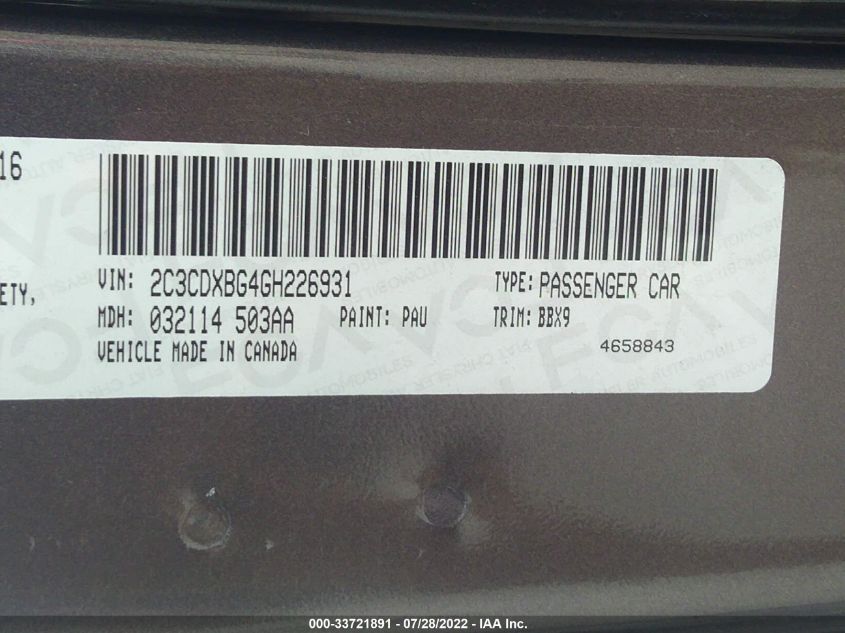 16
ETY,
VIN: 2C3CDXBG4GH226931 TYPE: PASSENGER CAR
MDH: 032114 503AA PAINT: PAU TRIM: BBX9
VEHICLE MADE IN CANADA 4658843
000-33721891 - 07/28/2022 - IAA Inc.